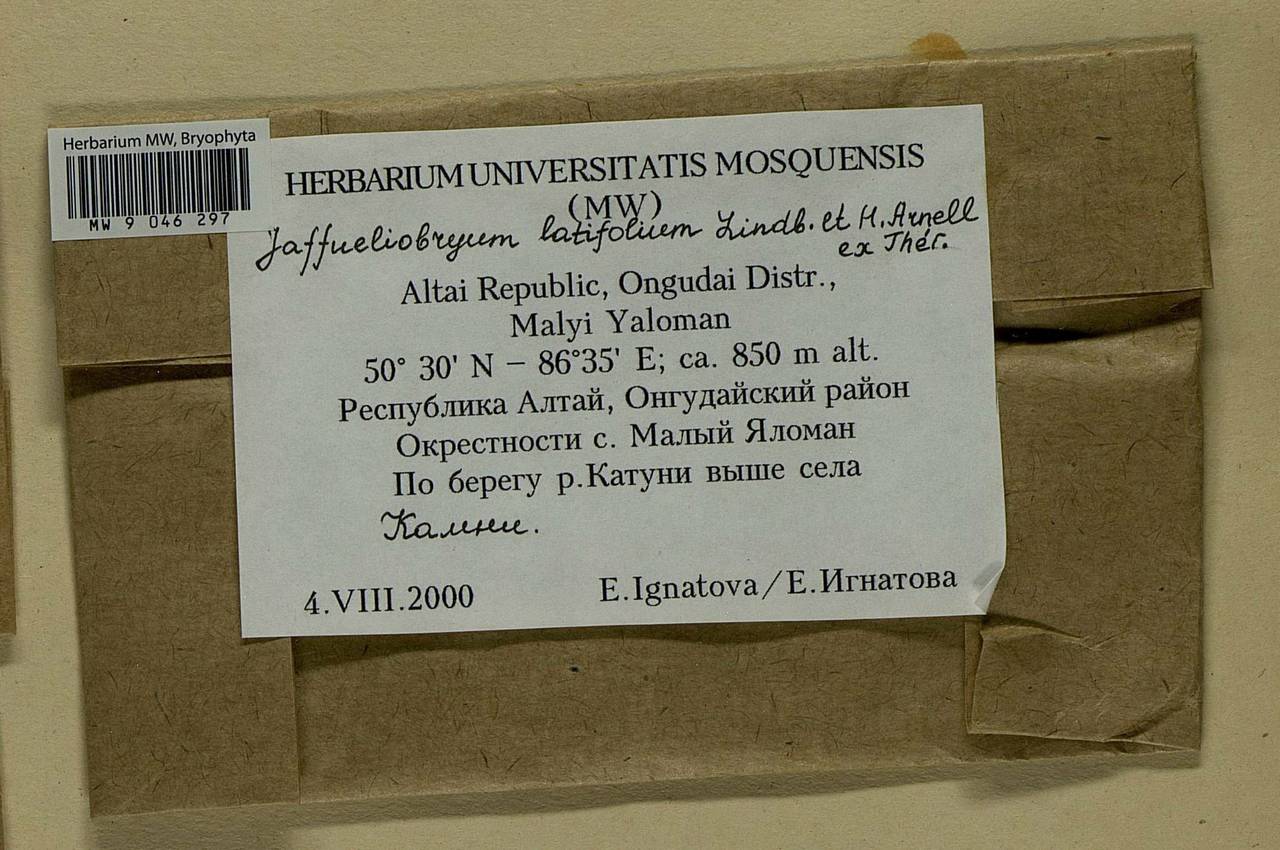 Herbarium MW, Bryophyta
MW 9 046 297
HERBARIUM UNIVERSITATIS MOSQUENSIS
(MW)
Jaffueliobryum latifolium Lindb. et H. Arnell
ex Thér.
Altai Republic, Ongudai Distr.,
Malyi Yaloman
50° 30' N – 86°35' E; ca. 850 m alt.
Республика Алтай, Онгудайский район
Окрестности с. Малый Яломан
По берегу р.Катуни выше села
Камни.
4.VIII.2000
E.Ignatova/Е.Игнатова